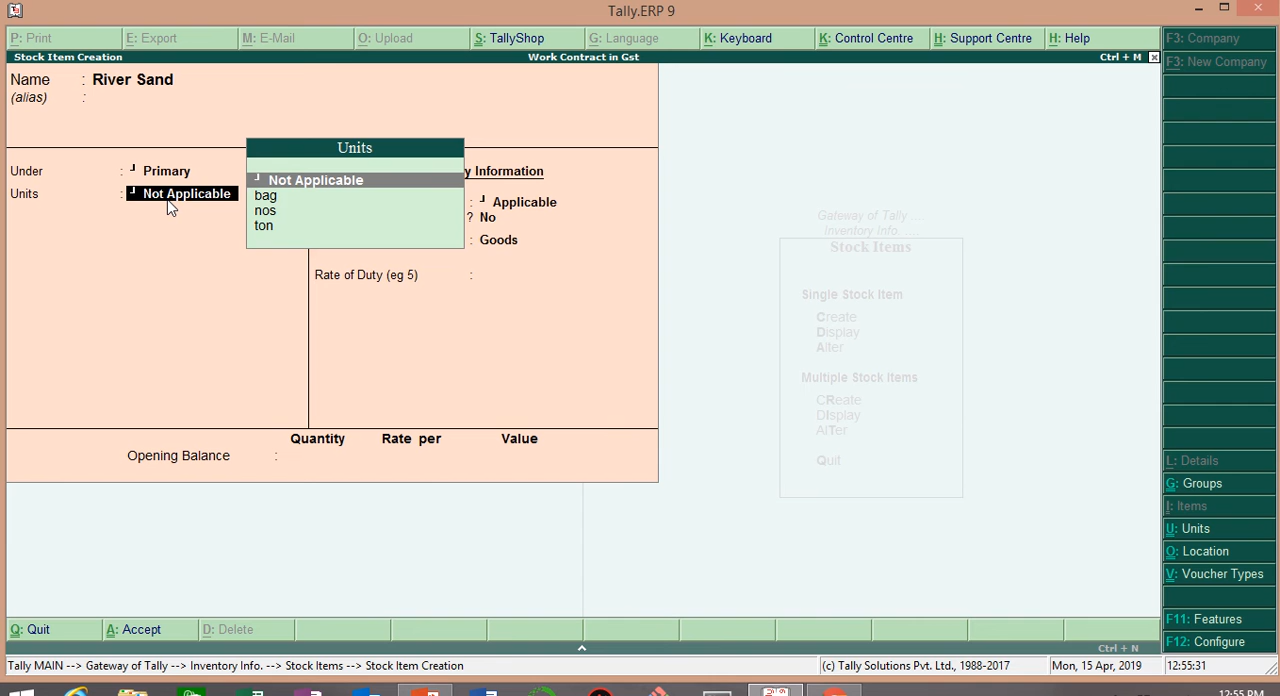 Tally.ERP 9
P: Print E: Export M: E-Mail O: Upload S: TallyShop G: Language K: Keyboard K: Control Centre H: Support Centre H: Help
F3: Company
Stock Item Creation Work Contract in Gst Ctrl + M
F3: New Company
Name : River Sand
(alias) :
Units
Under : ┘ Primary
y Information
Not Applicable
Units : ┘ Not Applicable
bag
: ┘ Applicable
nos
? No
ton
: Goods
Rate of Duty (eg 5) :
Gateway of Tally .....
Inventory Info. ....
Stock Items
Single Stock Item
Create
Display
Alter
Multiple Stock Items
CReate
DIsplay
AlTer
Quit
Quantity Rate per Value
Opening Balance :
L: Details
G: Groups
I: Items
U: Units
O: Location
V: Voucher Types
F11: Features
F12: Configure
Q: Quit A: Accept D: Delete
Ctrl + N
Tally MAIN --> Gateway of Tally --> Inventory Info. --> Stock Items --> Stock Item Creation (c) Tally Solutions Pvt. Ltd., 1988-2017 Mon, 15 Apr, 2019 12:55:31
12:55 PM